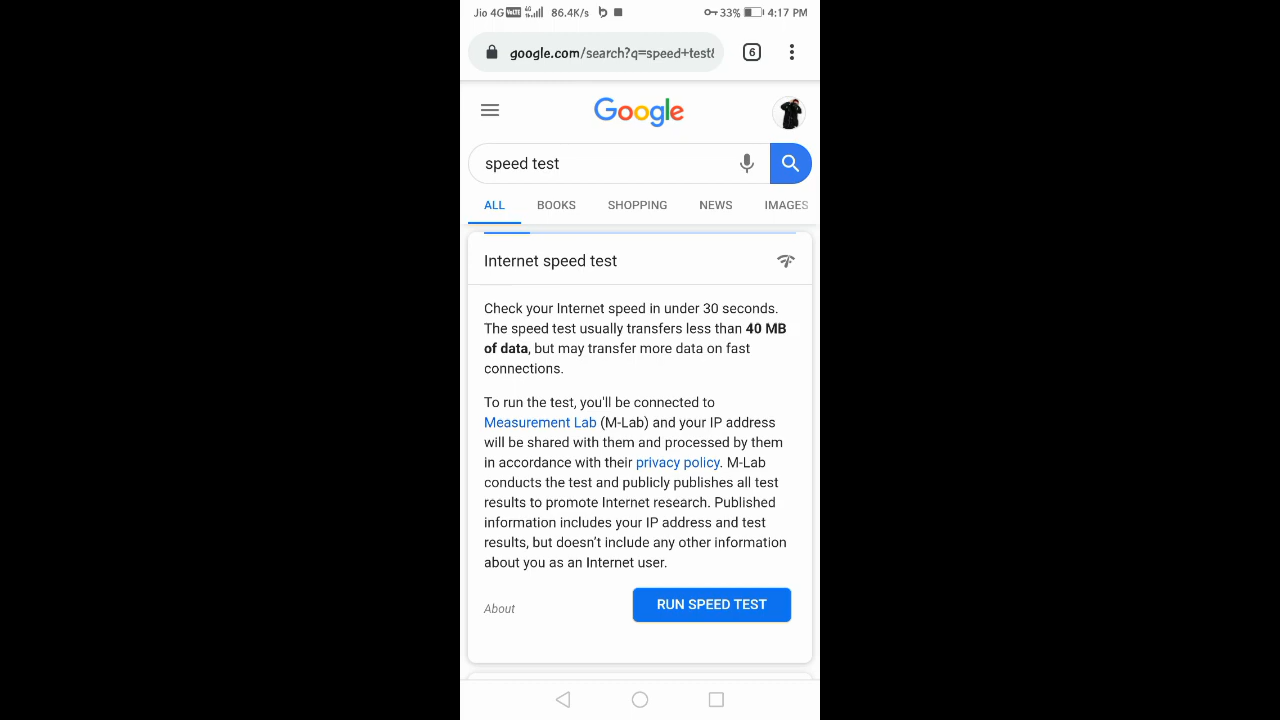 Jio 4G VoLTE 4G 86.4K/s 33% 4:17 PM
google.com/search?q=speed+test& 6
Google
speed test
ALL BOOKS SHOPPING NEWS IMAGES
Internet speed test
Check your Internet speed in under 30 seconds.
The speed test usually transfers less than 40 MB
of data, but may transfer more data on fast
connections.
To run the test, you'll be connected to
Measurement Lab (M-Lab) and your IP address
will be shared with them and processed by them
in accordance with their privacy policy. M-Lab
conducts the test and publicly publishes all test
results to promote Internet research. Published
information includes your IP address and test
results, but doesn't include any other information
about you as an Internet user.
About RUN SPEED TEST